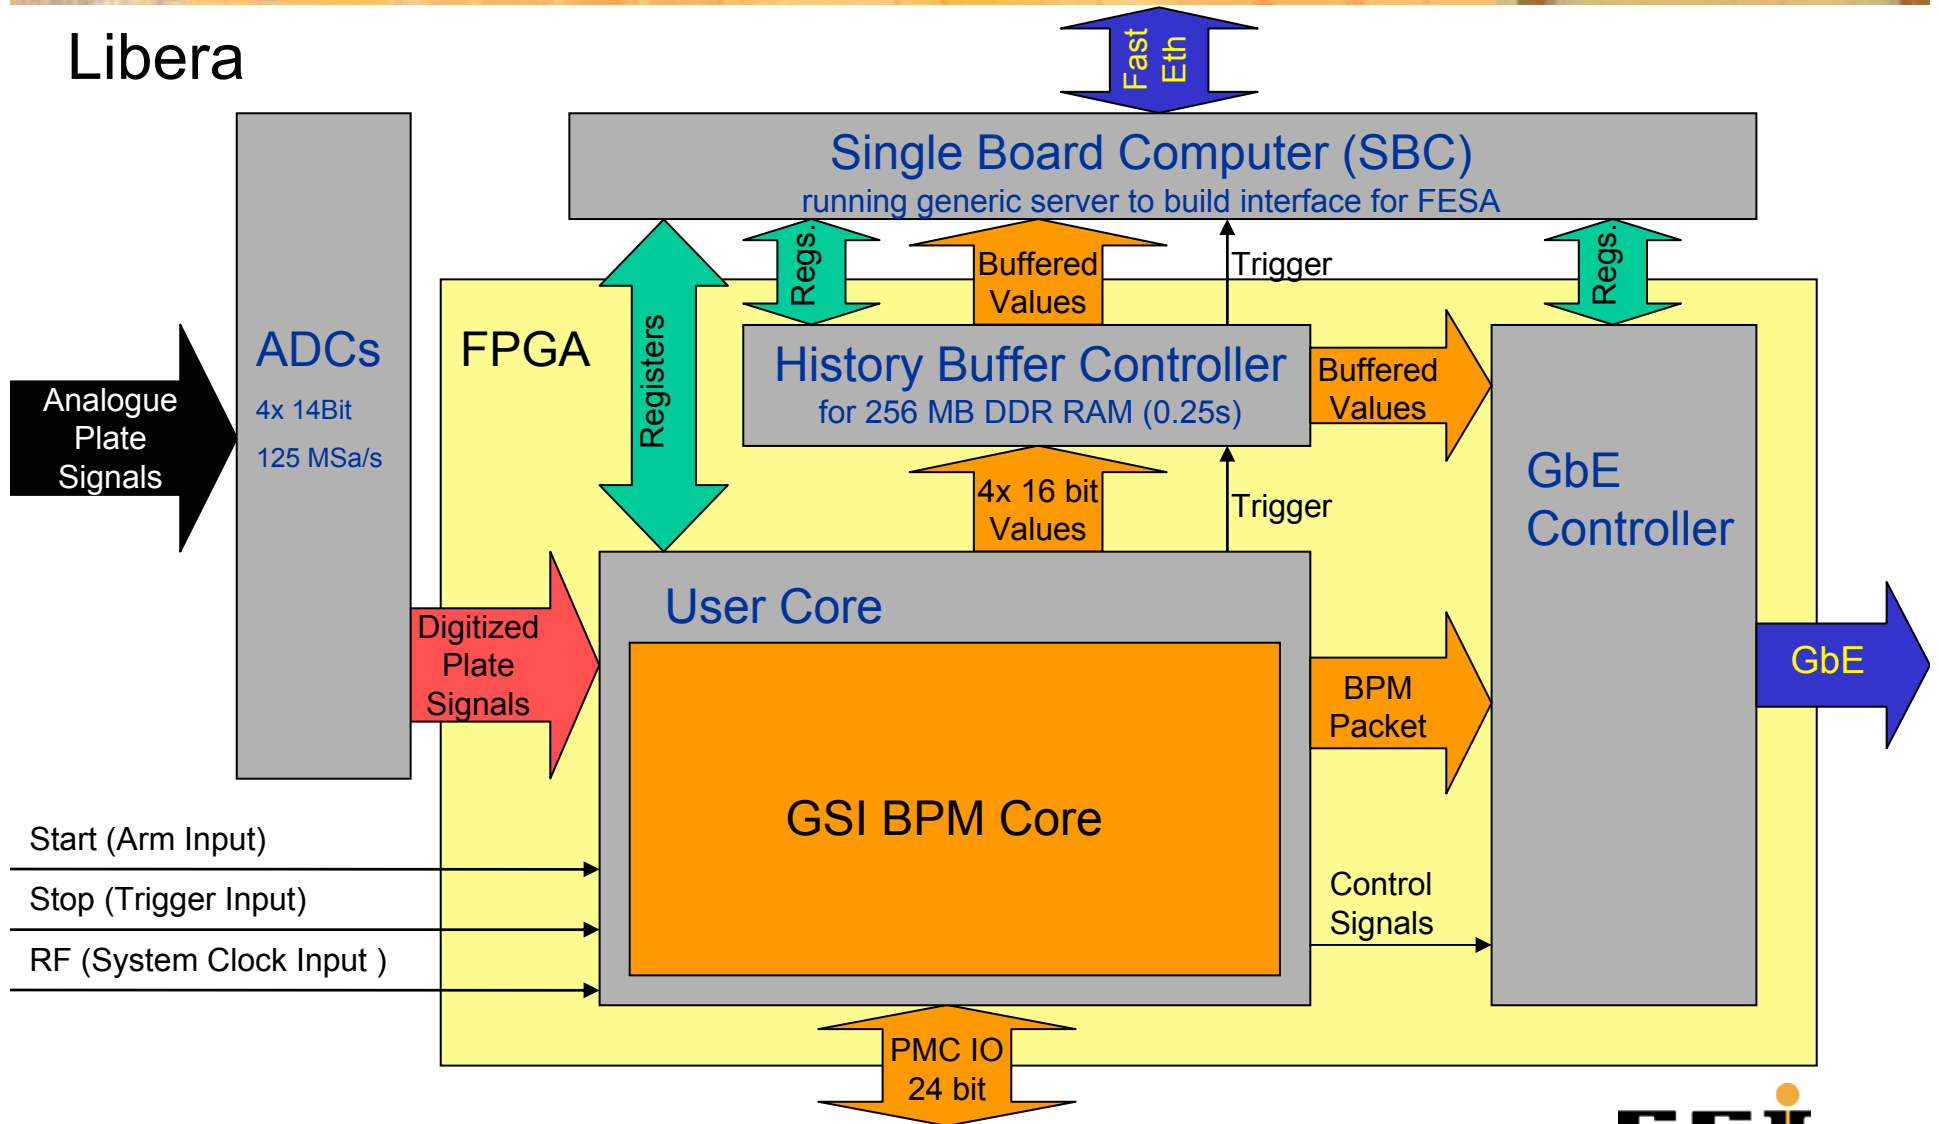 Libera
Fast
Eth
Single Board Computer (SBC)
running generic server to build interface for FESA
Regs.
Buffered
Values
Trigger
Regs.
Registers
ADCs
4x 14Bit
125 MSa/s
FPGA
Analogue
Plate
Signals
History Buffer Controller
for 256 MB DDR RAM (0.25s)
Buffered
Values
4x 16 bit
Values
Trigger
GbE
Controller
User Core
Digitized
Plate
Signals
GSI BPM Core
BPM
Packet
GbE
Start (Arm Input)
Stop (Trigger Input)
RF (System Clock Input )
Control
Signals
PMC IO
24 bit